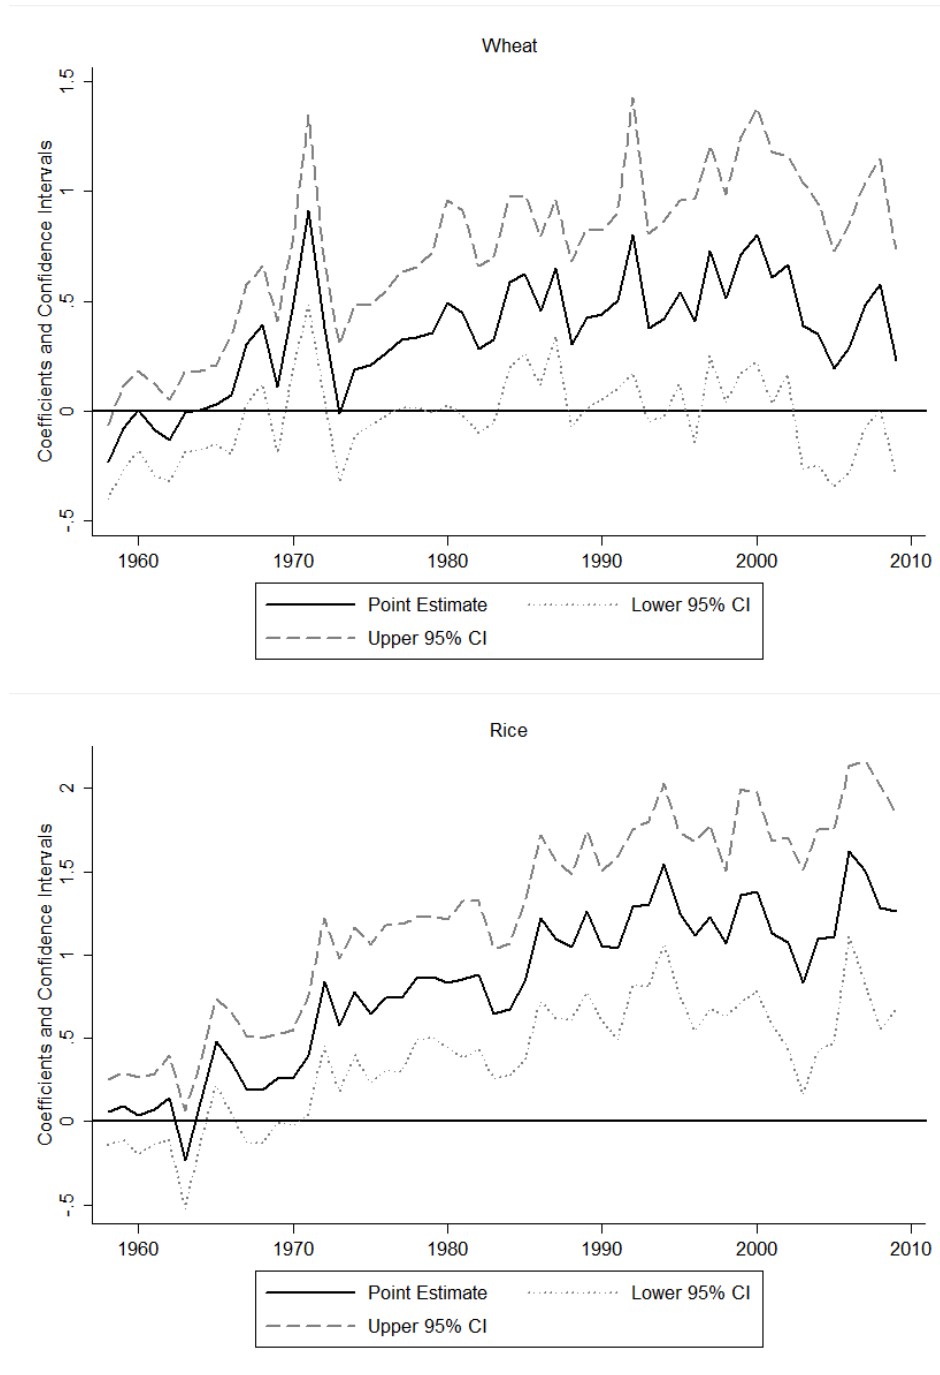 Wheat
Coefficients and Confidence Intervals
1.5
1
.5
0
-.5
1960 1970 1980 1990 2000 2010
Point Estimate Lower 95% CI
Upper 95% CI
Rice
Coefficients and Confidence Intervals
2
1.5
1
.5
0
-.5
1960 1970 1980 1990 2000 2010
Point Estimate Lower 95% CI
Upper 95% CI